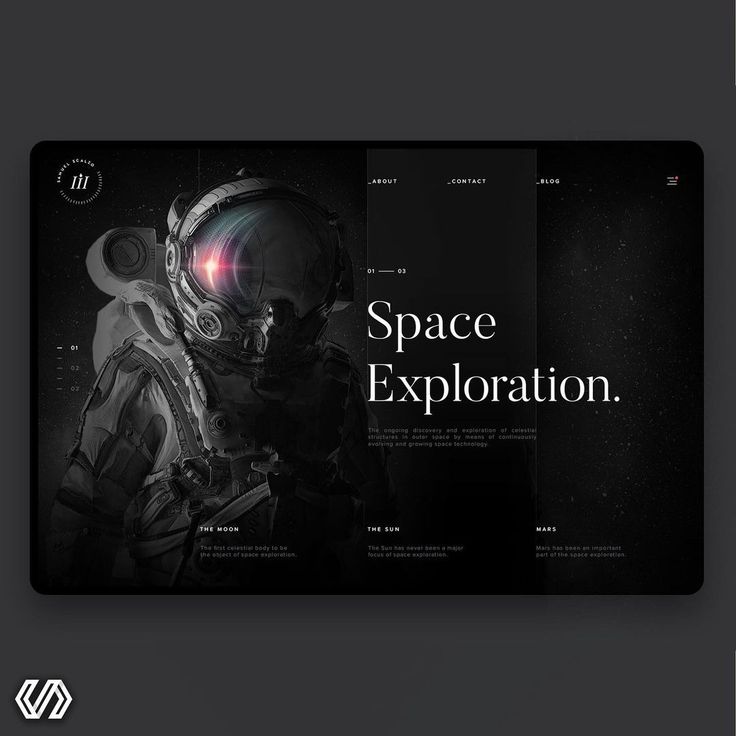 SAMUEL SCALZO
_ABOUT
_CONTACT
_BLOG
01 — 03
Space
Exploration.
01
02
03
The ongoing discovery and exploration of celestial
structures in outer space by means of continuously
evolving and growing space technology.
THE MOON
The first celestial body to be
the object of space exploration.
THE SUN
The Sun has never been a major
focus of space exploration.
MARS
Mars has been an important
part of the space exploration.